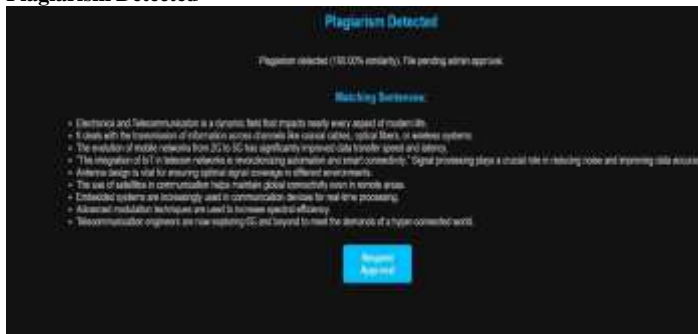 Plagiarism Detected
Plagiarism Detected
Plagiarism detected (100.00% similarity), File pending admin approve.
Matching Sentences:
Electronics and Telecommunication is a dynamic field that impacts nearly every aspect of modern life.
It deals with the transmission of information across channels like coaxial cables, optical fibers, or wireless systems.
The evolution of mobile networks from 2G to 5G has significantly improved data transfer speed and latency.
"The integration of IoT in telecom networks is revolutionizing automation and smart connectivity." Signal processing plays a crucial role in reducing noise and improving data
Antenna design is vital for ensuring optimal signal coverage in different environments.
The use of satellites in communication helps maintain global connectivity even in remote areas.
Embedded systems are increasingly used in communication devices for real-time processing.
Advanced modulation techniques are used to increase spectral efficiency.
Telecommunication engineers are now exploring 6G and beyond to meet the demands of a hyper-connected world.
Request
Approval